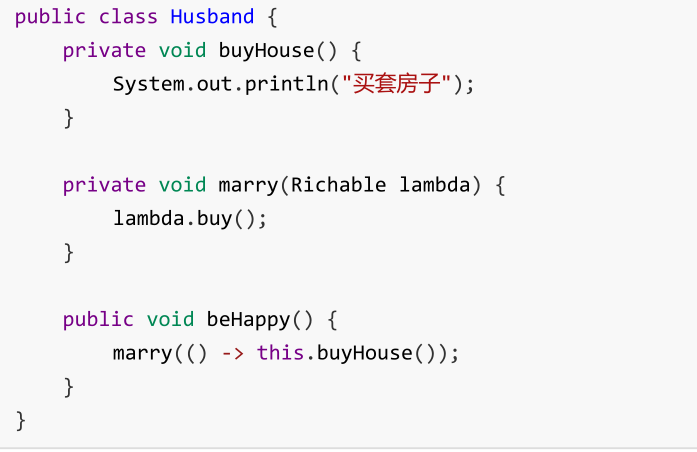 public class Husband {
    private void buyHouse() {
        System.out.println("买套房子");
    }

    private void marry(Richable lambda) {
        lambda.buy();
    }

    public void beHappy() {
        marry(() -> this.buyHouse());
    }
}